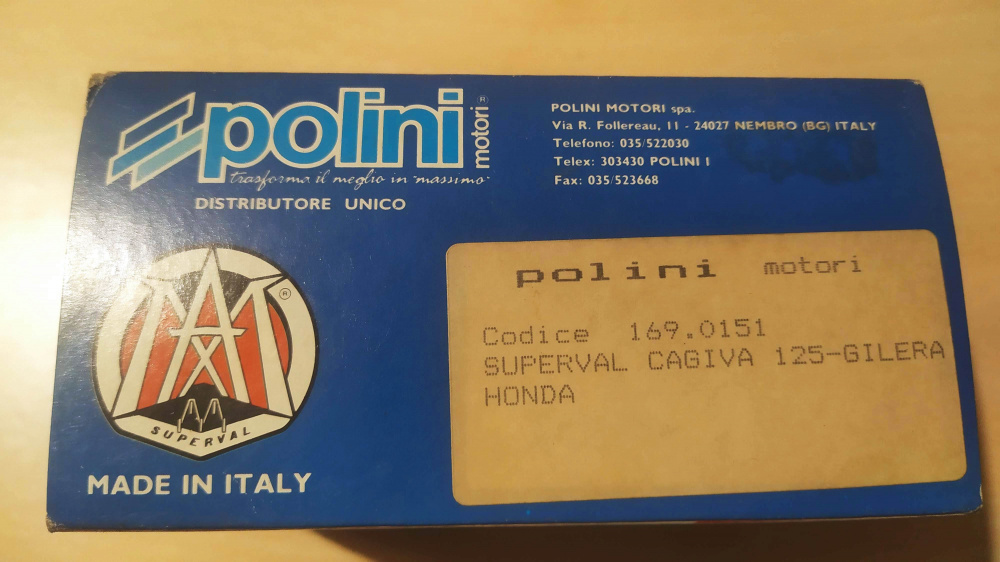 polini motori®
trasforma il meglio in "massimo"
DISTRIBUTORE UNICO
POLINI MOTORI spa.
Via R. Follereau, 11 - 24027 NEMBRO (BG) ITALY
Telefono: 035/522030
Telex: 303430 POLINI I
Fax: 035/523668
MAX
®
SUPERVAL
MADE IN ITALY
polini motori
Codice 169.0151
SUPERVAL CAGIVA 125-GILERA
HONDA